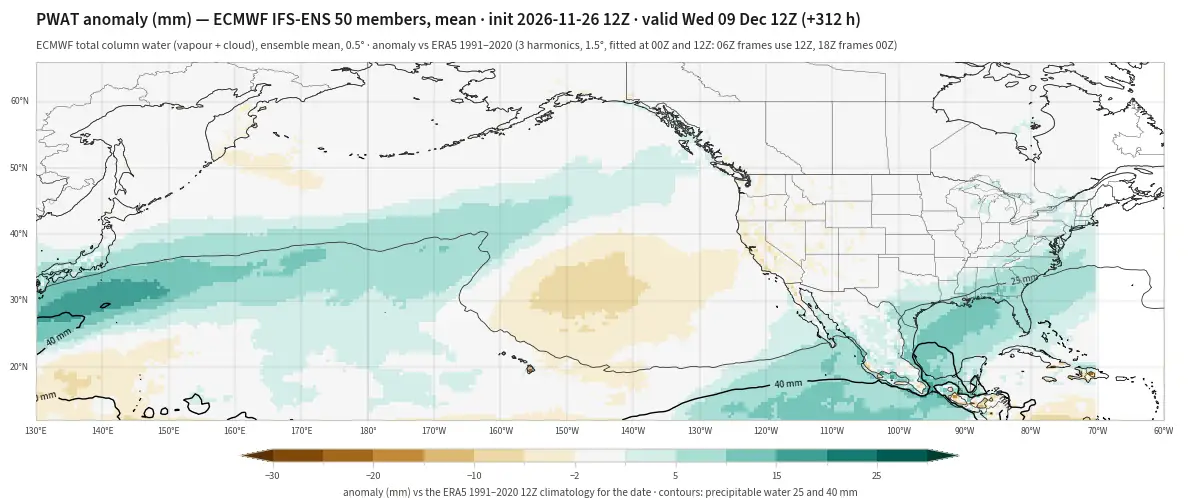 PWAT anomaly (mm) — ECMWF IFS-ENS 50 members, mean · init 2026-11-26 12Z · valid Wed 09 Dec 12Z (+312 h)
ECMWF total column water (vapour + cloud), ensemble mean, 0.5° · anomaly vs ERA5 1991–2020 (3 harmonics, 1.5°, fitted at 00Z and 12Z: 06Z frames use 12Z, 18Z frames 00Z)
60°N
50°N
40°N
30°N
20°N
25 mm
40 mm
40 mm
0 mm
130°E 140°E 150°E 160°E 170°E 180° 170°W 160°W 150°W 140°W 130°W 120°W 110°W 100°W 90°W 80°W 70°W 60°W
−30 −20 −10 −2 5 15 25
anomaly (mm) vs the ERA5 1991–2020 12Z climatology for the date · contours: precipitable water 25 and 40 mm